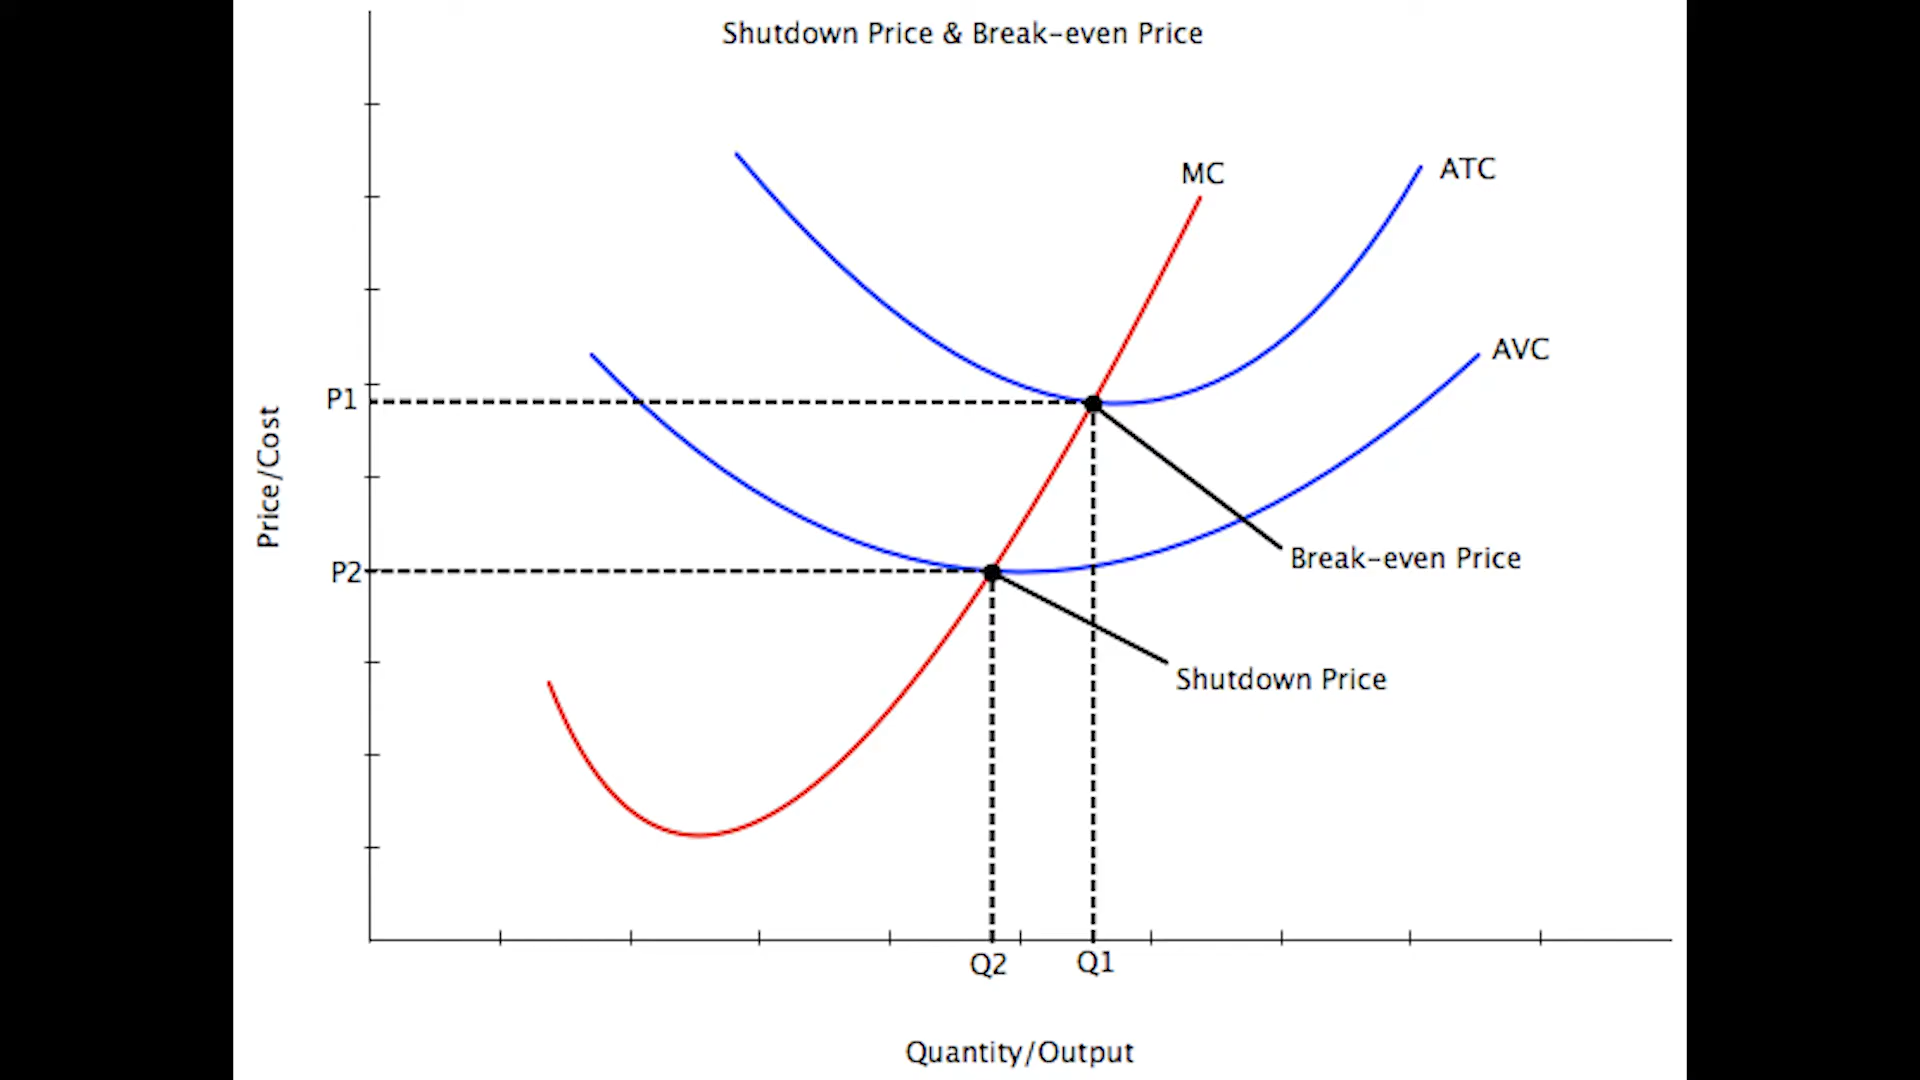 Shutdown Price & Break-even Price
MC
ATC
AVC
P1
Price/Cost
Break-even Price
P2
Shutdown Price
Q2
Q1
Quantity/Output